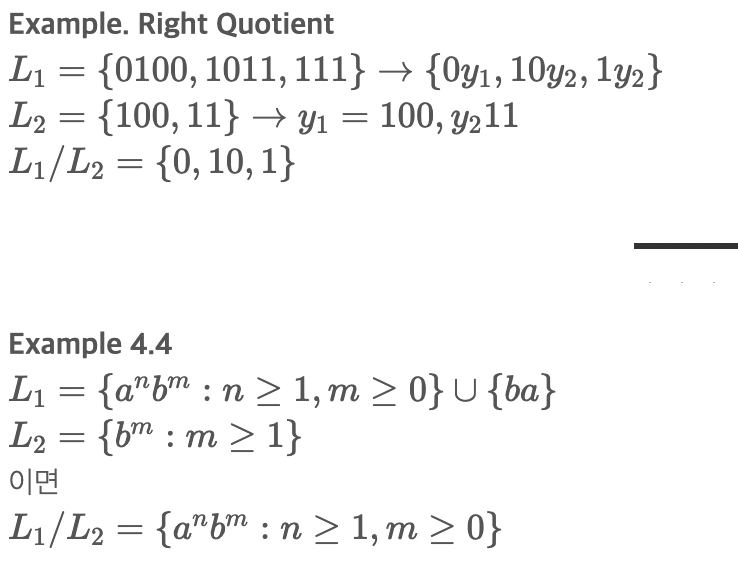 Example. Right Quotient
L₁ = {0100, 1011, 111} → {0y₁, 10y₂, 1y₂}
L₂ = {100, 11} → y₁ = 100, y₂11
L₁/L₂ = {0, 10, 1}
Example 4.4
L₁ = {aⁿbᵐ : n ≥ 1, m ≥ 0} ∪ {ba}
L₂ = {bᵐ : m ≥ 1}
이면
L₁/L₂ = {aⁿbᵐ : n ≥ 1, m ≥ 0}